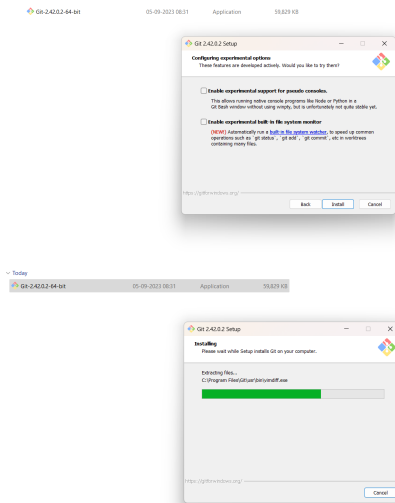 Git-2.42.0.2-64-bit 05-09-2023 08:31 Application 59,829 KB
Git 2.42.0.2 Setup
Configuring experimental options
These features are developed actively. Would you like to try them?
Enable experimental support for pseudo consoles.
This allows running native console programs like Node or Python in a
Git Bash window without using winpty, but is unfortunately not quite stable yet.
Enable experimental built-in file system monitor
(NEW!) Automatically run a built-in file system watcher, to speed up common
operations such as `git status`, `git add`, `git commit`, etc in worktrees
containing many files.
https://gitforwindows.org/
Back Install Cancel
Today
Git-2.42.0.2-64-bit 05-09-2023 08:31 Application 59,829 KB
Git 2.42.0.2 Setup
Installing
Please wait while Setup installs Git on your computer.
Extracting files...
C:\Program Files\Git\usr\bin\vimdiff.exe
https://gitforwindows.org/
Cancel